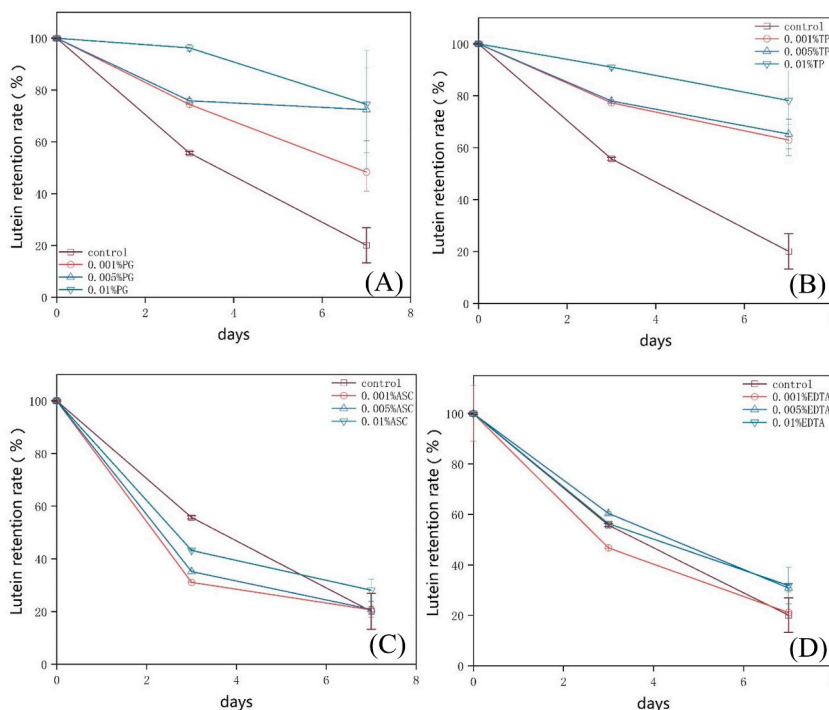 100
80
60
40
20
0
Lutein retention rate ( % )
control
0.001%PG
0.005%PG
0.01%PG
(A)
0 2 4 6 8
days
100
80
60
40
20
0
Lutein retention rate ( % )
control
0.001%TP
0.005%TP
0.01%TP
(B)
0 2 4 6
days
100
80
60
40
20
0
Lutein retention rate ( % )
control
0.001%ASC
0.005%ASC
0.01%ASC
(C)
0 2 4 6 8
days
100
80
60
40
20
0
Lutein retention rate ( % )
control
0.001%EDTA
0.005%EDTA
0.01%EDTA
(D)
0 2 4 6
days